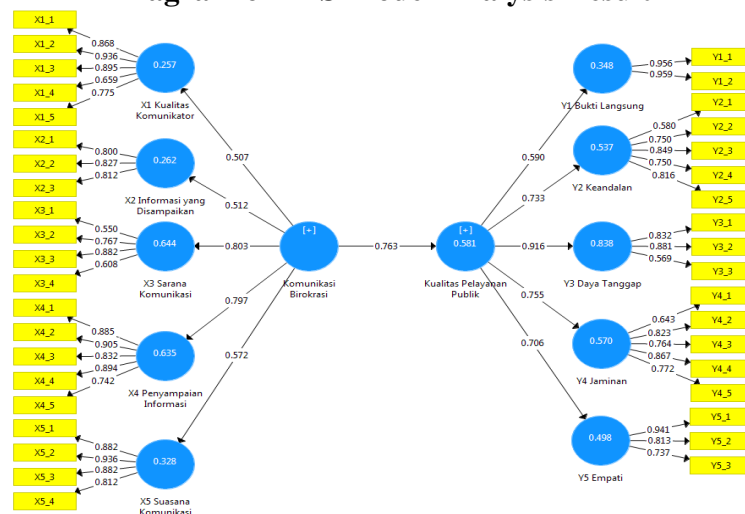 X1_1
X1_2
X1_3
X1_4
X1_5
0.868
0.936
0.895
0.659
0.775
0.257
X1 Kualitas
Komunikator
X2_1
X2_2
X2_3
0.800
0.827
0.812
0.262
X2 Informasi yang
Disampaikan
X3_1
X3_2
X3_3
X3_4
0.550
0.767
0.882
0.608
0.644
X3 Sarana
Komunikasi
X4_1
X4_2
X4_3
X4_4
X4_5
0.885
0.905
0.832
0.894
0.742
0.635
X4 Penyampaian
Informasi
X5_1
X5_2
X5_3
X5_4
0.882
0.936
0.882
0.812
0.328
X5 Suasana
Komunikasi
0.507
0.512
0.803
0.797
0.572
[+]
Komunikasi
Birokrasi
0.763
[+]
0.581
Kualitas Pelayanan
Publik
0.590
0.733
0.916
0.755
0.706
0.348
Y1 Bukti Langsung
0.956
0.959
Y1_1
Y1_2
0.537
Y2 Keandalan
0.580
0.750
0.849
0.750
0.816
Y2_1
Y2_2
Y2_3
Y2_4
Y2_5
0.838
Y3 Daya Tanggap
0.832
0.881
0.569
Y3_1
Y3_2
Y3_3
0.570
Y4 Jaminan
0.643
0.823
0.764
0.867
0.772
Y4_1
Y4_2
Y4_3
Y4_4
Y4_5
0.498
Y5 Empati
0.941
0.813
0.737
Y5_1
Y5_2
Y5_3